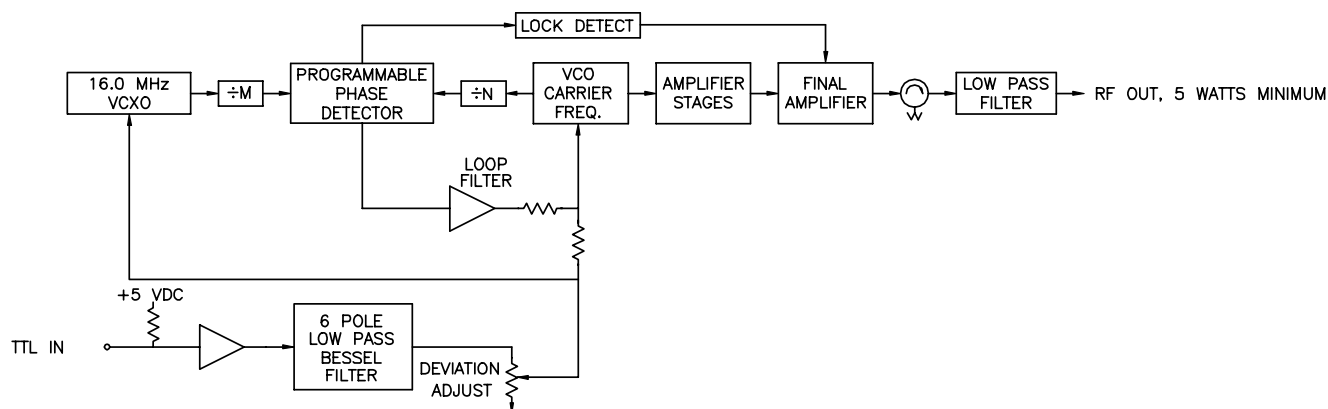 LOCK DETECT
16.0 MHz
VCXO
÷M
PROGRAMMABLE
PHASE
DETECTOR
÷N
VCO
CARRIER
FREQ.
AMPLIFIER
STAGES
FINAL
AMPLIFIER
LOW PASS
FILTER
RF OUT, 5 WATTS MINIMUM
LOOP
FILTER
+5 VDC
TTL IN
6 POLE
LOW PASS
BESSEL
FILTER
DEVIATION
ADJUST